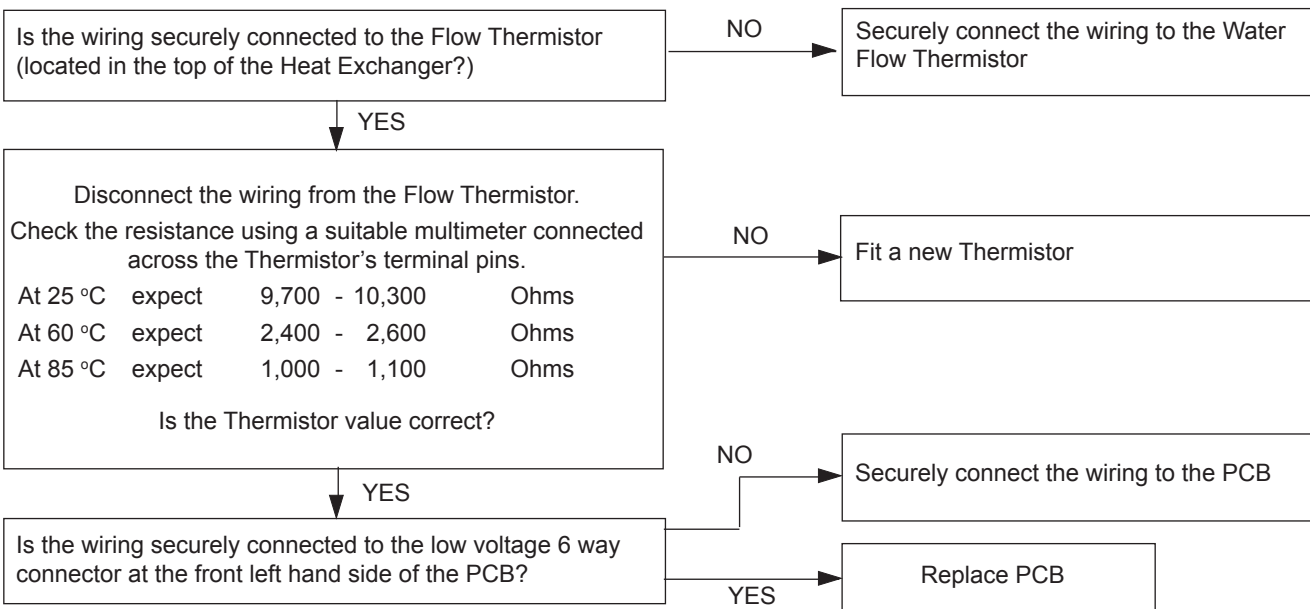 Is the wiring securely connected to the Flow Thermistor
(located in the top of the Heat Exchanger?)
NO
Securely connect the wiring to the Water
Flow Thermistor
YES
Disconnect the wiring from the Flow Thermistor.
Check the resistance using a suitable multimeter connected
across the Thermistor's terminal pins.
At 25 °C expect 9,700 - 10,300 Ohms
At 60 °C expect 2,400 - 2,600 Ohms
At 85 °C expect 1,000 - 1,100 Ohms
Is the Thermistor value correct?
NO
Fit a new Thermistor
YES
Is the wiring securely connected to the low voltage 6 way
connector at the front left hand side of the PCB?
NO
Securely connect the wiring to the PCB
YES
Replace PCB